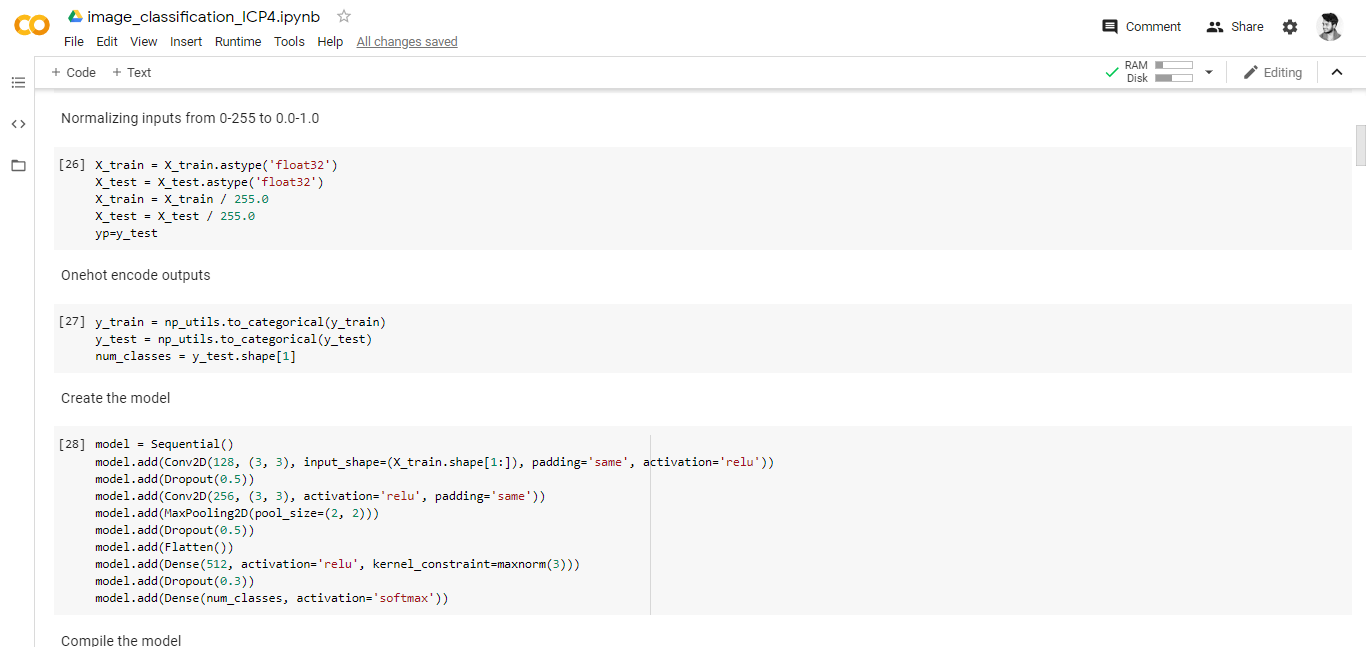 image_classification_ICP4.ipynb
File Edit View Insert Runtime Tools Help All changes saved
Comment Share
+ Code + Text
RAM
Disk
Editing
Normalizing inputs from 0-255 to 0.0-1.0
[26] X_train = X_train.astype('float32')
X_test = X_test.astype('float32')
X_train = X_train / 255.0
X_test = X_test / 255.0
yp=y_test
Onehot encode outputs
[27] y_train = np_utils.to_categorical(y_train)
y_test = np_utils.to_categorical(y_test)
num_classes = y_test.shape[1]
Create the model
[28] model = Sequential()
model.add(Conv2D(128, (3, 3), input_shape=(X_train.shape[1:]), padding='same', activation='relu'))
model.add(Dropout(0.5))
model.add(Conv2D(256, (3, 3), activation='relu', padding='same'))
model.add(MaxPooling2D(pool_size=(2, 2)))
model.add(Dropout(0.5))
model.add(Flatten())
model.add(Dense(512, activation='relu', kernel_constraint=maxnorm(3)))
model.add(Dropout(0.3))
model.add(Dense(num_classes, activation='softmax'))
Compile the model